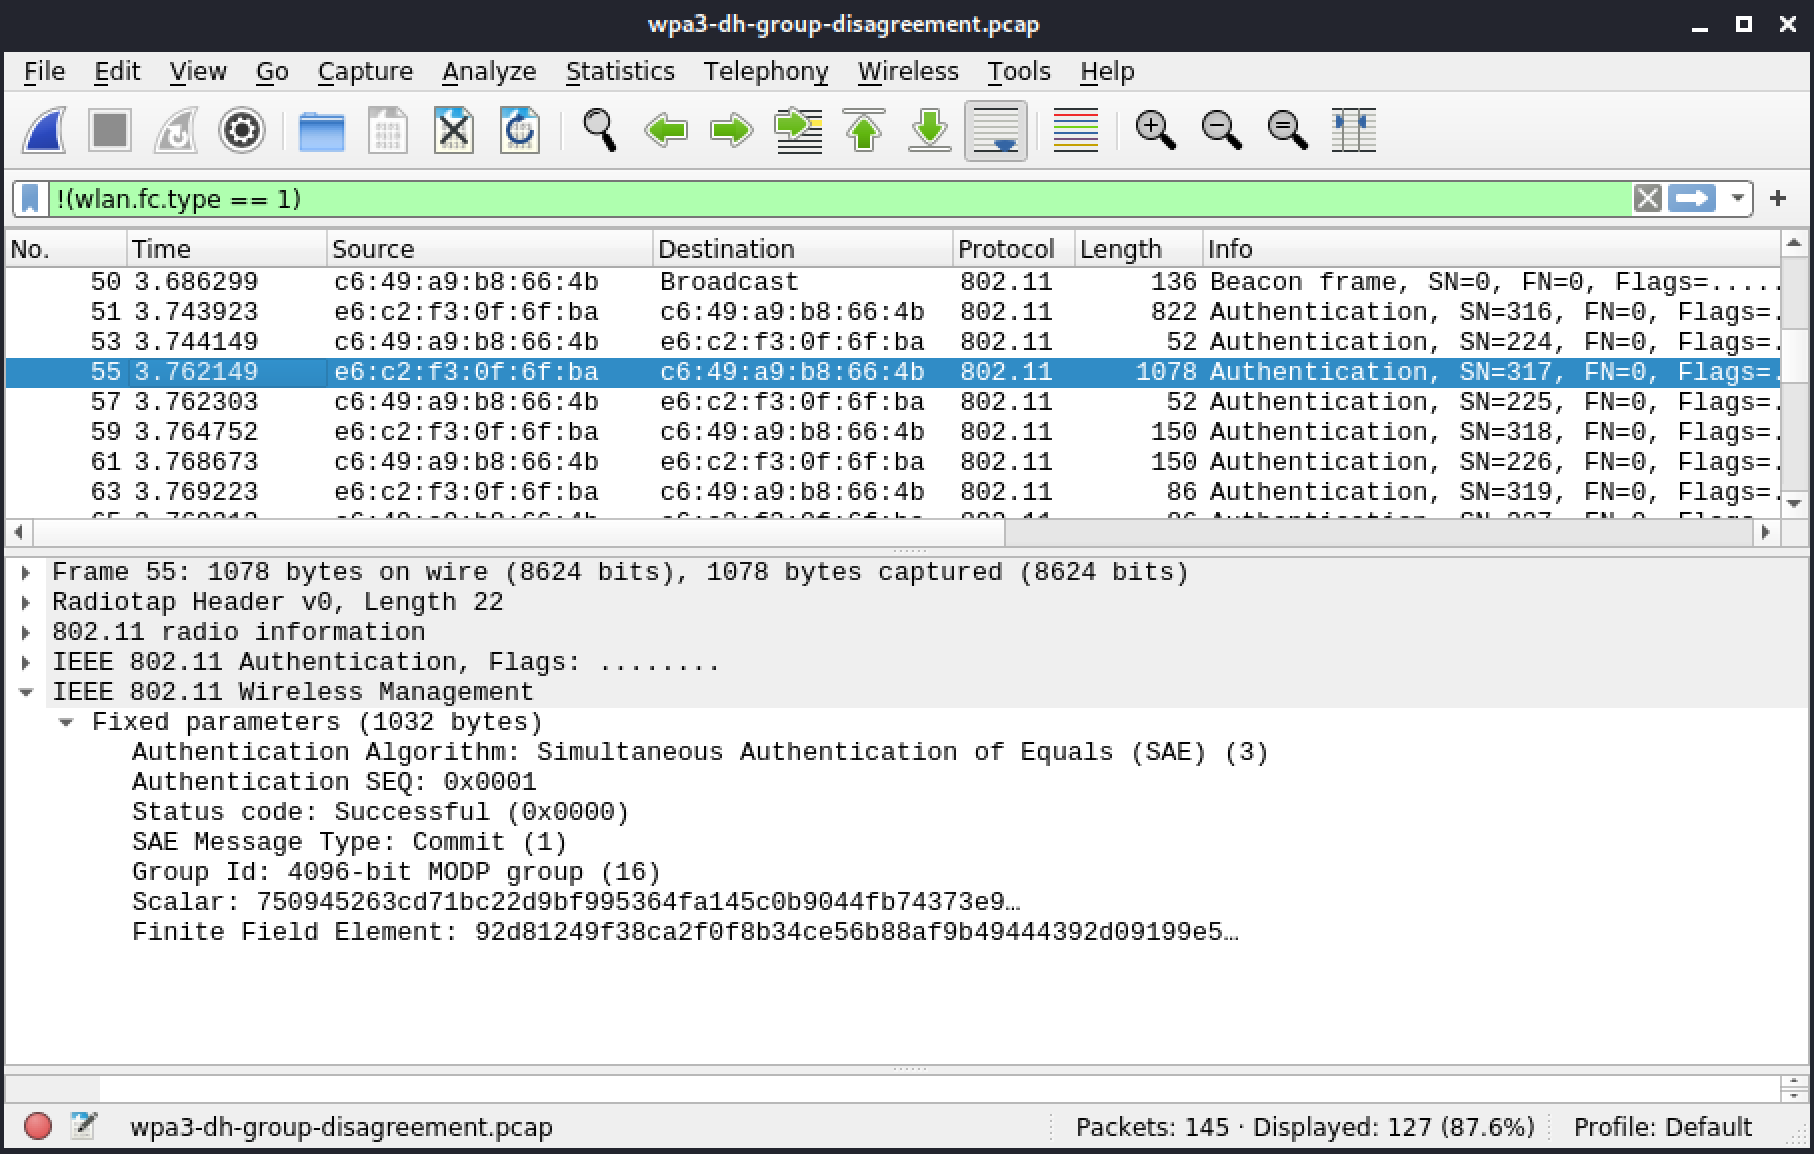 wpa3-dh-group-disagreement.pcap
File Edit View Go Capture Analyze Statistics Telephony Wireless Tools Help
!(wlan.fc.type == 1)
No. Time Source Destination Protocol Length Info
50 3.686299 c6:49:a9:b8:66:4b Broadcast 802.11 136 Beacon frame, SN=0, FN=0, Flags=.....
51 3.743923 e6:c2:f3:0f:6f:ba c6:49:a9:b8:66:4b 802.11 822 Authentication, SN=316, FN=0, Flags=.
53 3.744149 c6:49:a9:b8:66:4b e6:c2:f3:0f:6f:ba 802.11 52 Authentication, SN=224, FN=0, Flags=.
55 3.762149 e6:c2:f3:0f:6f:ba c6:49:a9:b8:66:4b 802.11 1078 Authentication, SN=317, FN=0, Flags=.
57 3.762303 c6:49:a9:b8:66:4b e6:c2:f3:0f:6f:ba 802.11 52 Authentication, SN=225, FN=0, Flags=.
59 3.764752 e6:c2:f3:0f:6f:ba c6:49:a9:b8:66:4b 802.11 150 Authentication, SN=318, FN=0, Flags=.
61 3.768673 c6:49:a9:b8:66:4b e6:c2:f3:0f:6f:ba 802.11 150 Authentication, SN=226, FN=0, Flags=.
63 3.769223 e6:c2:f3:0f:6f:ba c6:49:a9:b8:66:4b 802.11 86 Authentication, SN=319, FN=0, Flags=.
Frame 55: 1078 bytes on wire (8624 bits), 1078 bytes captured (8624 bits)
Radiotap Header v0, Length 22
802.11 radio information
IEEE 802.11 Authentication, Flags: ........
IEEE 802.11 Wireless Management
Fixed parameters (1032 bytes)
Authentication Algorithm: Simultaneous Authentication of Equals (SAE) (3)
Authentication SEQ: 0x0001
Status code: Successful (0x0000)
SAE Message Type: Commit (1)
Group Id: 4096-bit MODP group (16)
Scalar: 750945263cd71bc22d9bf995364fa145c0b9044fb74373e9…
Finite Field Element: 92d81249f38ca2f0f8b34ce56b88af9b49444392d09199e5…
wpa3-dh-group-disagreement.pcap
Packets: 145 · Displayed: 127 (87.6%)
Profile: Default